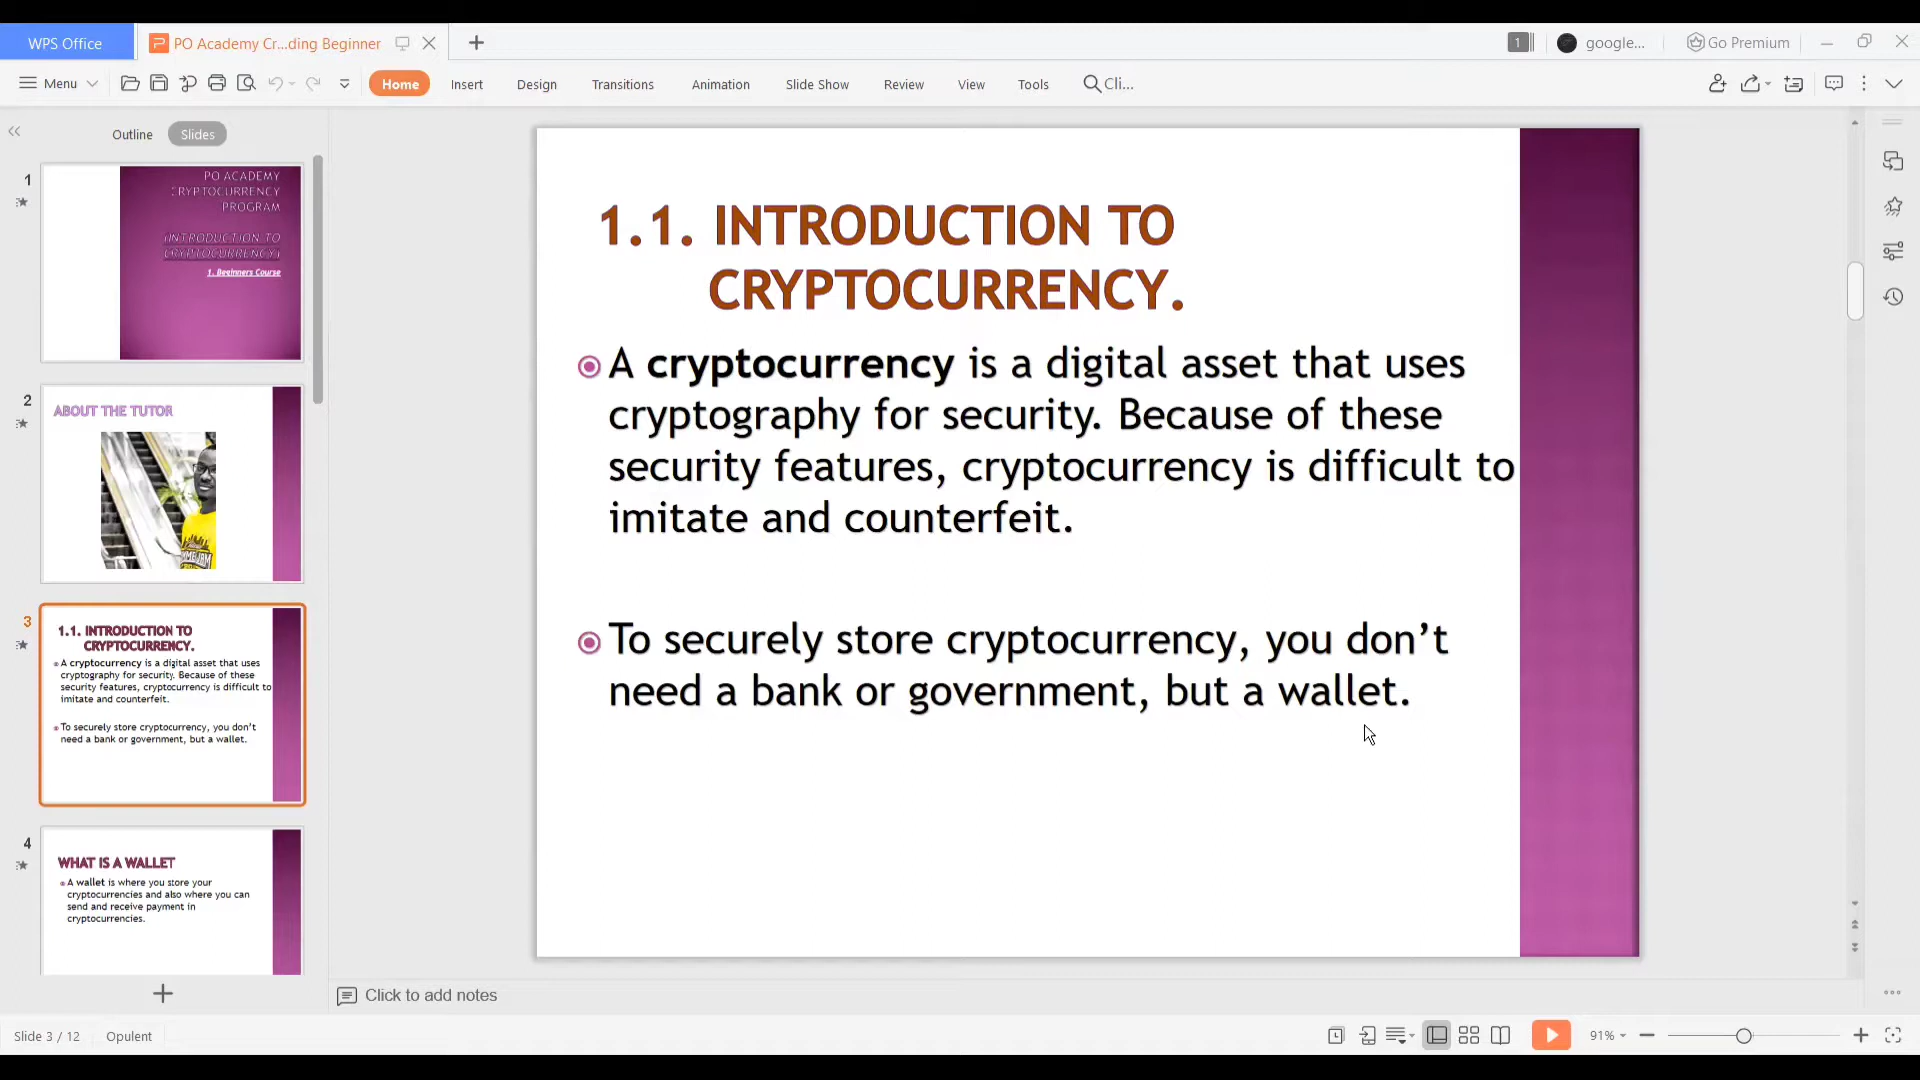 WPS Office
PO Academy Cr...ding Beginner
1
google...
Go Premium
Menu
Home
Insert
Design
Transitions
Animation
Slide Show
Review
View
Tools
Cli...
Outline
Slides
1
PO ACADEMY
CRYPTOCURRENCY
PROGRAM
(INTRODUCTION TO
CRYPTOCURRENCY)
1. Beginners Course
2
ABOUT THE TUTOR
3
1.1. INTRODUCTION TO
CRYPTOCURRENCY.
A cryptocurrency is a digital asset that uses
cryptography for security. Because of these
security features, cryptocurrency is difficult to
imitate and counterfeit.
To securely store cryptocurrency, you don't
need a bank or government, but a wallet.
4
WHAT IS A WALLET
A wallet is where you store your
cryptocurrencies and also where you can
send and receive payment in
cryptocurrencies.
1.1. INTRODUCTION TO
CRYPTOCURRENCY.
A cryptocurrency is a digital asset that uses
cryptography for security. Because of these
security features, cryptocurrency is difficult to
imitate and counterfeit.
To securely store cryptocurrency, you don't
need a bank or government, but a wallet.
Click to add notes
Slide 3 / 12
Opulent
91%